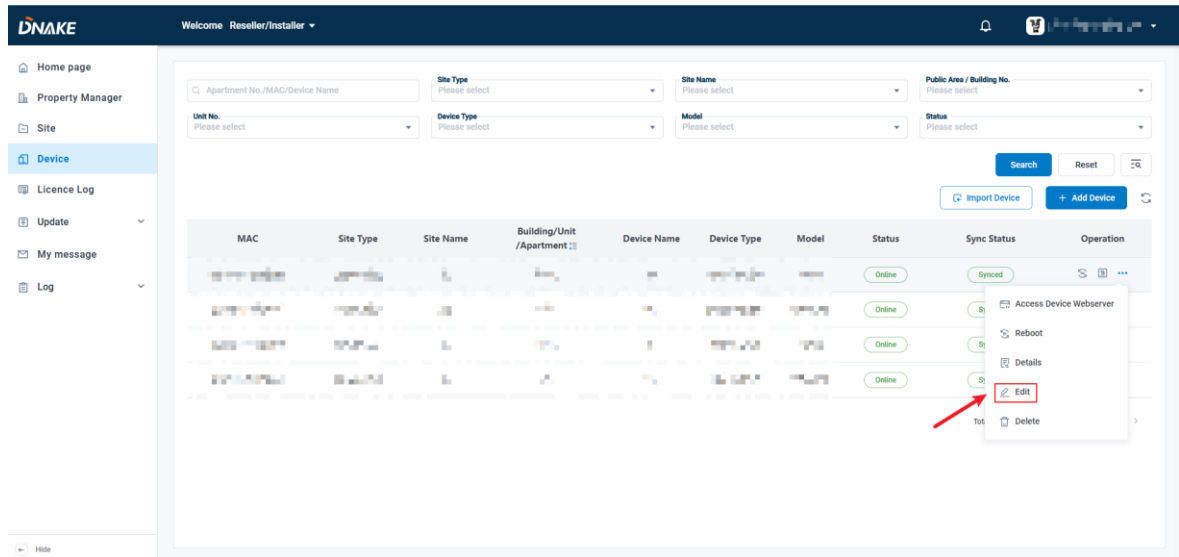 DNAKE
Welcome Reseller/Installer
Home page
Property Manager
Site
Device
Licence Log
Update
My message
Log
Hide
Apartment No./MAC/Device Name
Site Type
Please select
Site Name
Please select
Public Area / Building No.
Please select
Unit No.
Please select
Device Type
Please select
Model
Please select
Status
Please select
Search Reset
Import Device + Add Device
MAC Site Type Site Name Building/Unit /Apartment Device Name Device Type Model Status Sync Status Operation
Online Synced
Online
Online
Online
Access Device Webserver
Reboot
Details
Edit
Delete